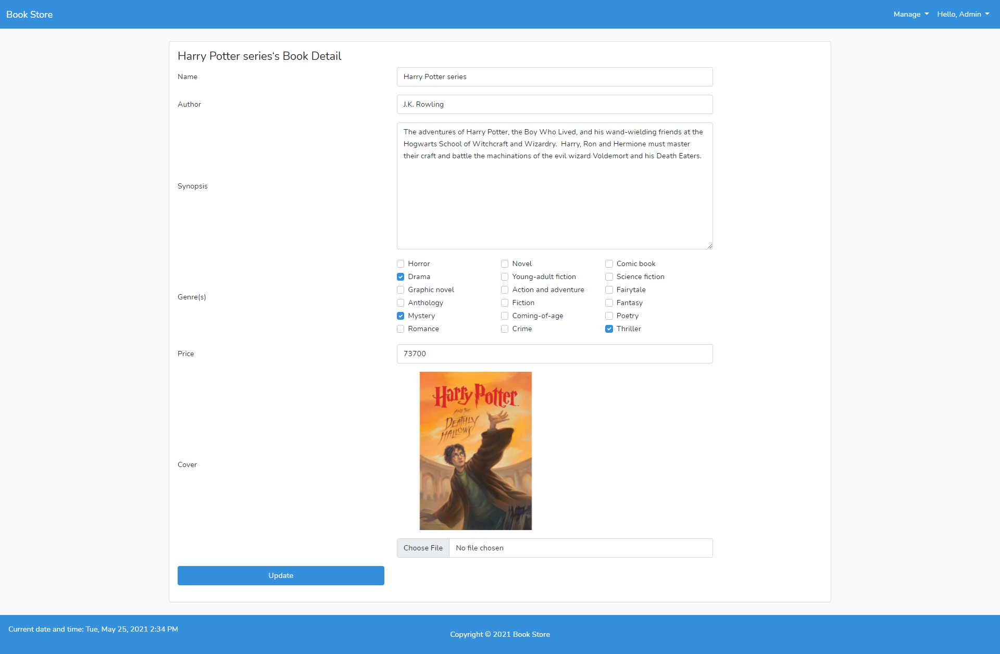 Book Store
Manage
Hello, Admin
Harry Potter series‘s Book Detail
Name
Harry Potter series
Author
J.K. Rowling
Synopsis
The adventures of Harry Potter, the Boy Who Lived, and his wand-wielding friends at the
Hogwarts School of Witchcraft and Wizardry.  Harry, Ron and Hermione must master
their craft and battle the machinations of the evil wizard Voldemort and his Death Eaters.
Genre(s)
Horror
Novel
Comic book
Drama
Young-adult fiction
Science fiction
Graphic novel
Action and adventure
Fairytale
Anthology
Fiction
Fantasy
Mystery
Coming-of-age
Poetry
Romance
Crime
Thriller
Price
73700
Cover
Harry Potter
AND THE
DEATHLY
HALLOWS
Choose File
No file chosen
Update
Current date and time: Tue, May 25, 2021 2:34 PM
Copyright © 2021 Book Store